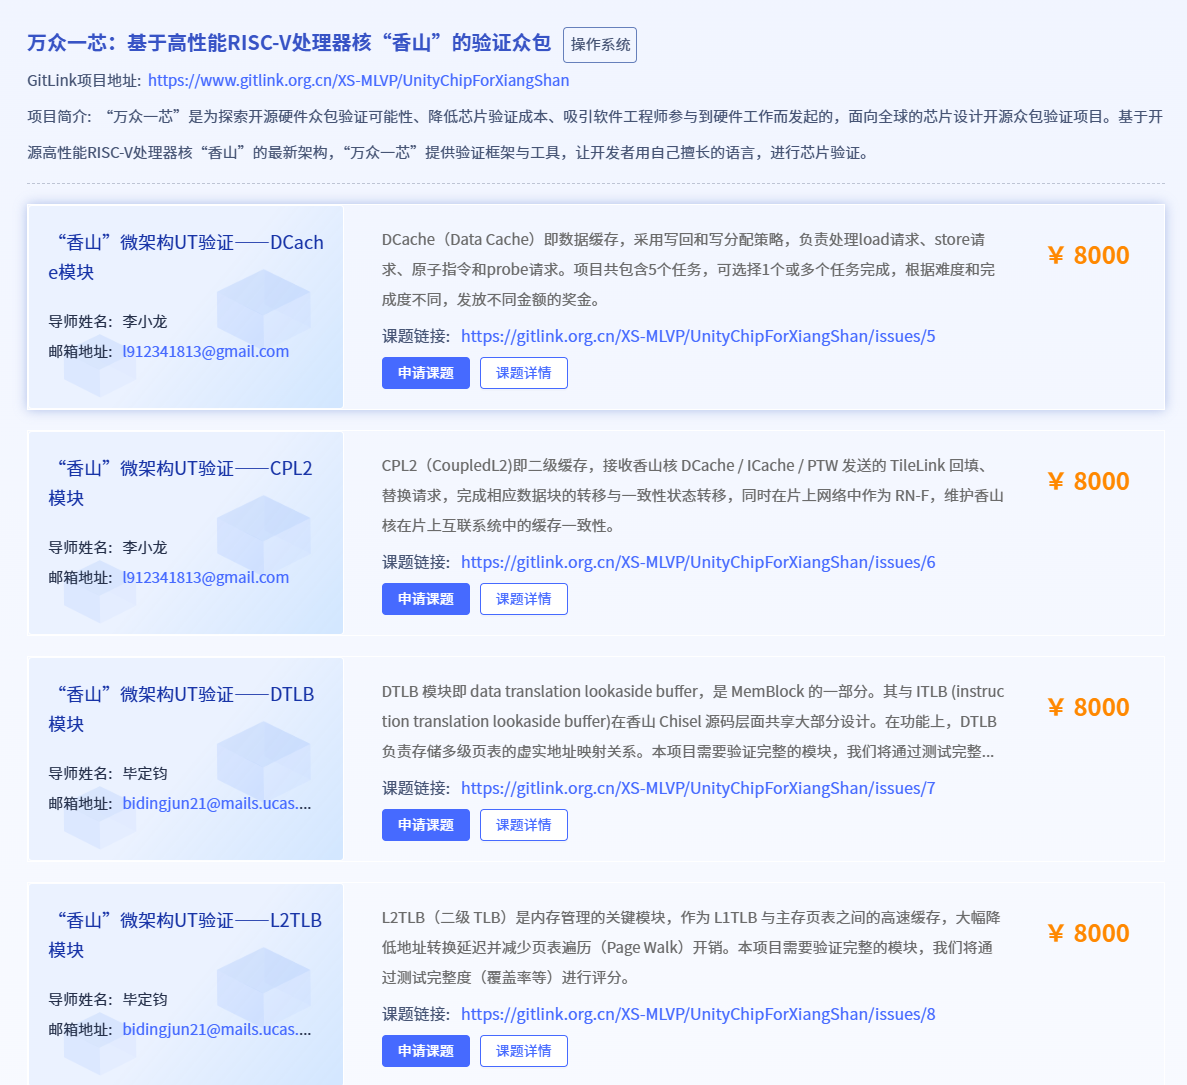 万众一芯：基于高性能RISC-V处理器核“香山”的验证众包 操作系统
GitLink项目地址: https://www.gitlink.org.cn/XS-MLVP/UnityChipForXiangShan
项目简介: “万众一芯”是为探索开源硬件众包验证可能性、降低芯片验证成本、吸引软件工程师参与到硬件工作而发起的，面向全球的芯片设计开源众包验证项目。基于开
源高性能RISC-V处理器核“香山”的最新架构，“万众一芯”提供验证框架与工具，让开发者用自己擅长的语言，进行芯片验证。
“香山”微架构UT验证——DCach
e模块
导师姓名: 李小龙
邮箱地址: l912341813@gmail.com
DCache（Data Cache）即数据缓存，采用写回和写分配策略，负责处理load请求、store请
求、原子指令和probe请求。项目共包含5个任务，可选择1个或多个任务完成，根据难度和完
成度不同，发放不同金额的奖金。
课题链接: https://gitlink.org.cn/XS-MLVP/UnityChipForXiangShan/issues/5
申请课题 课题详情
¥ 8000
“香山”微架构UT验证——CPL2
模块
导师姓名: 李小龙
邮箱地址: l912341813@gmail.com
CPL2（CoupledL2)即二级缓存，接收香山核 DCache / ICache / PTW 发送的 TileLink 回填、
替换请求，完成相应数据块的转移与一致性状态转移，同时在片上网络中作为 RN-F，维护香山
核在片上互联系统中的缓存一致性。
课题链接: https://gitlink.org.cn/XS-MLVP/UnityChipForXiangShan/issues/6
申请课题 课题详情
¥ 8000
“香山”微架构UT验证——DTLB
模块
导师姓名: 毕定钧
邮箱地址: bidingjun21@mails.ucas....
DTLB 模块即 data translation lookaside buffer，是 MemBlock 的一部分。其与 ITLB (instruc
tion translation lookaside buffer)在香山 Chisel 源码层面共享大部分设计。在功能上，DTLB
负责存储多级页表的虚实地址映射关系。本项目需要验证完整的模块，我们将通过测试完整...
课题链接: https://gitlink.org.cn/XS-MLVP/UnityChipForXiangShan/issues/7
申请课题 课题详情
¥ 8000
“香山”微架构UT验证——L2TLB
模块
导师姓名: 毕定钧
邮箱地址: bidingjun21@mails.ucas....
L2TLB（二级 TLB）是内存管理的关键模块，作为 L1TLB 与主存页表之间的高速缓存，大幅降
低地址转换延迟并减少页表遍历（Page Walk）开销。本项目需要验证完整的模块，我们将通
过测试完整度（覆盖率等）进行评分。
课题链接: https://gitlink.org.cn/XS-MLVP/UnityChipForXiangShan/issues/8
申请课题 课题详情
¥ 8000